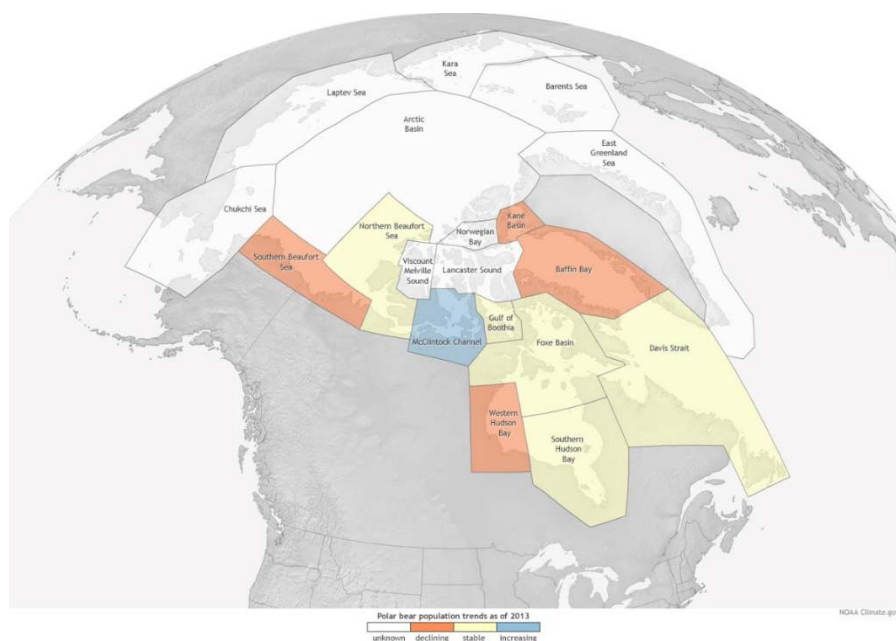 Kara
Sea
Laptev Sea
Barents Sea
Arctic
Basin
East
Greenland
Sea
Chukchi Sea
Northern Beaufort
Sea
Kane
Basin
Norwegian
Bay
Southern Beaufort
Sea
Viscount
Melville
Sound
Lancaster Sound
Baffin Bay
Gulf of
Boothia
McClintock Channel
Foxe Basin
Davis Strait
Western
Hudson
Bay
Southern
Hudson
Bay
NOAA Climate.go
Polar bear population trends as of 2013
unknown declining stable increasing